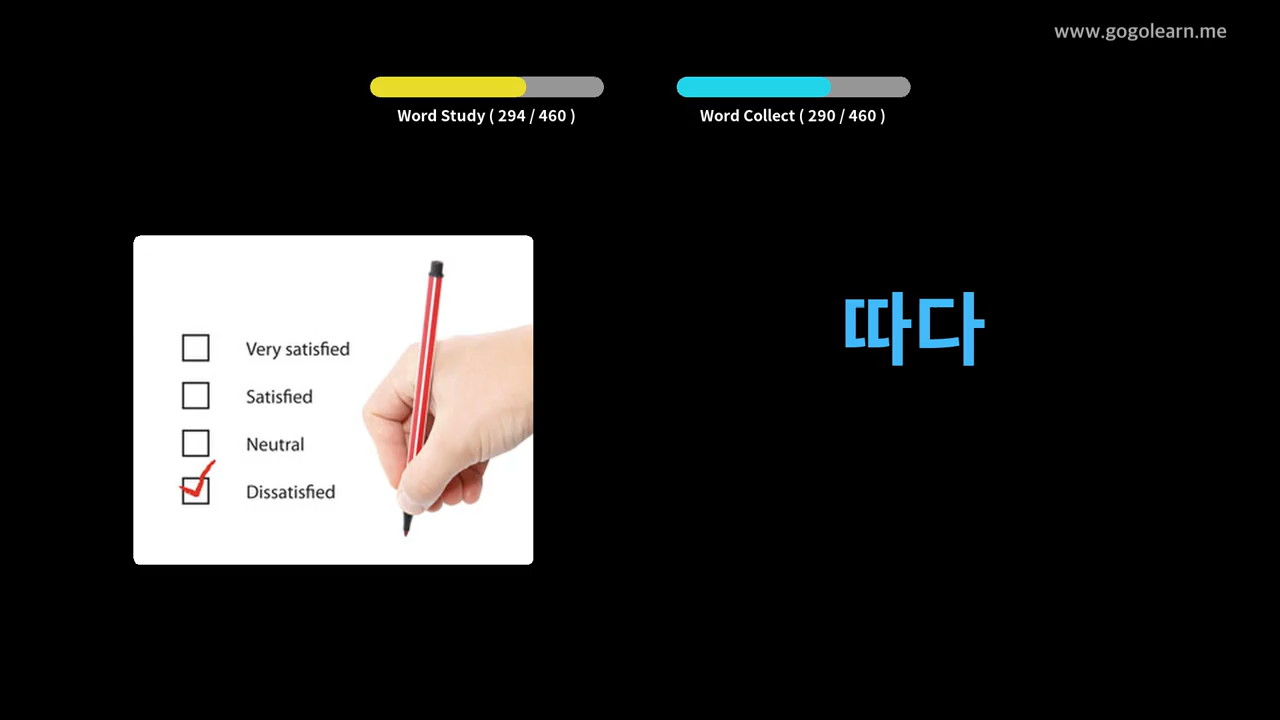 www.gogolearn.me
Word Study ( 294 / 460 )
Word Collect ( 290 / 460 )
Very satisfied
Satisfied
Neutral
Dissatisfied
따다